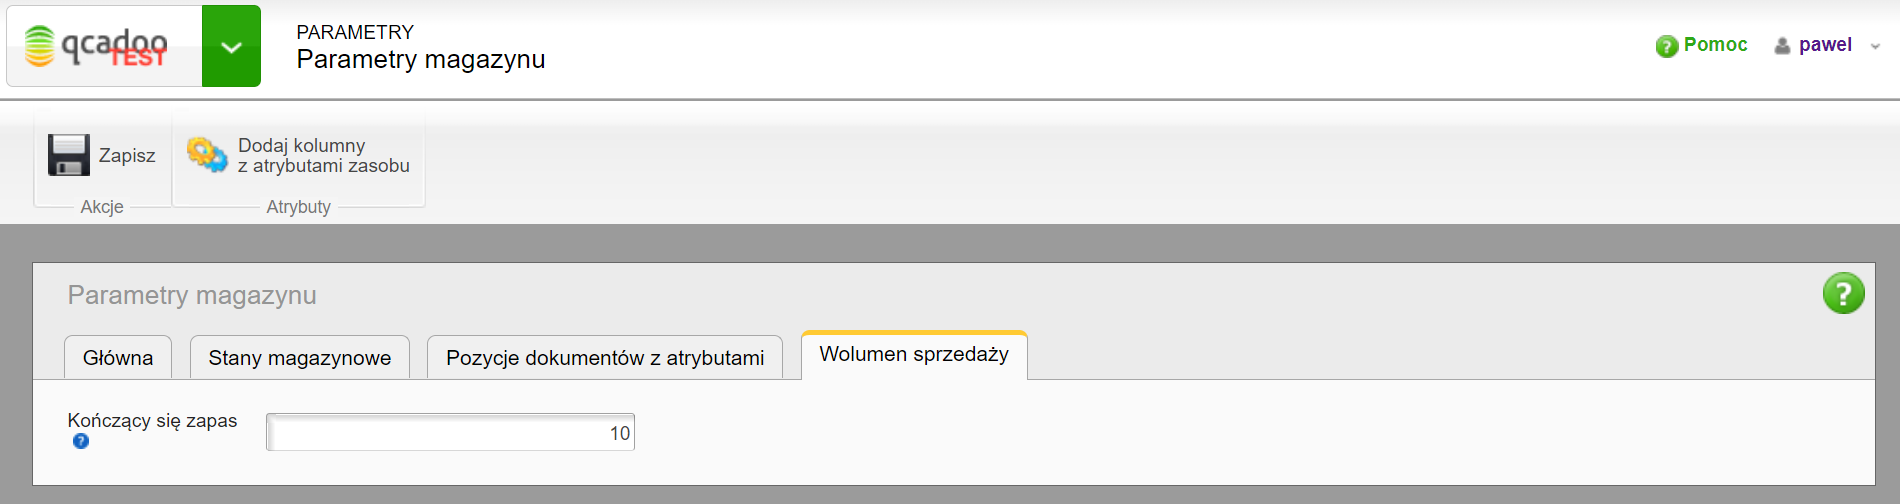 qcadoo
TEST
PARAMETRY
Parametry magazynu
Pomoc
pawel
Zapisz
Akcje
Dodaj kolumny
z atrybutami zasobu
Atrybuty
Parametry magazynu
Główna
Stany magazynowe
Pozycje dokumentów z atrybutami
Wolumen sprzedaży
Kończący się zapas
10